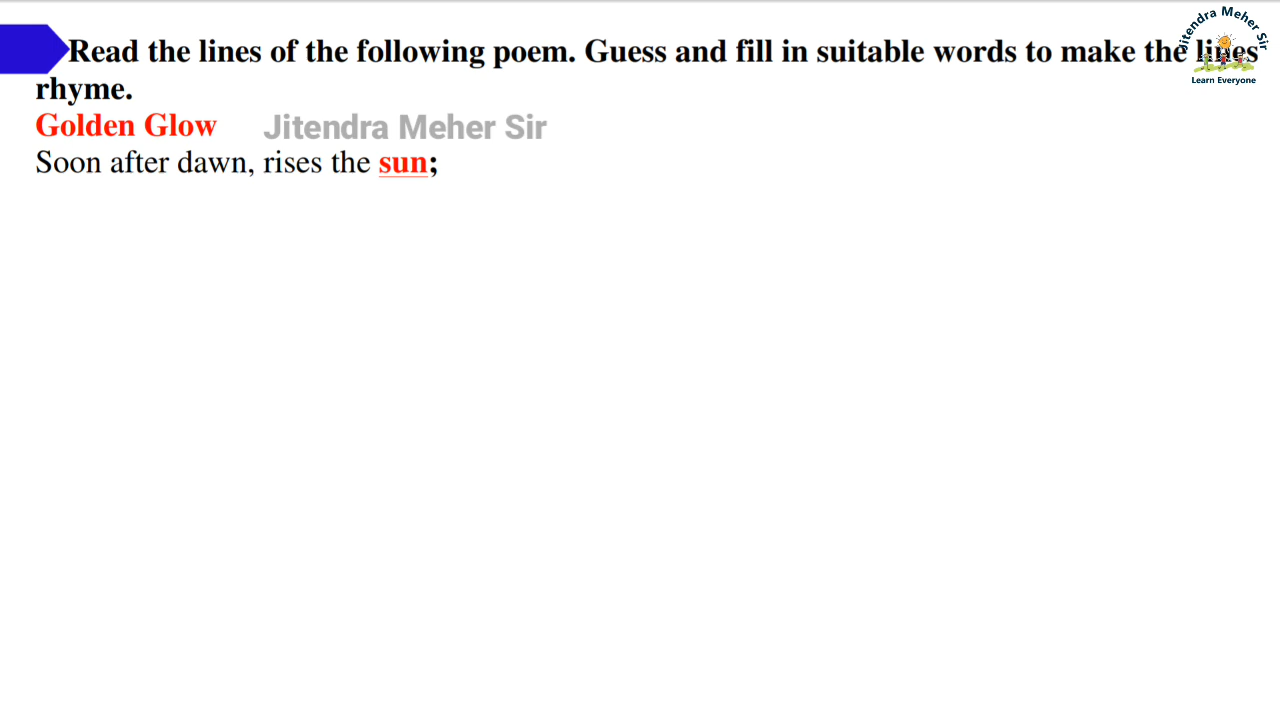 Read the lines of the following poem. Guess and fill in suitable words to make the lines
rhyme.
Golden Glow Jitendra Meher Sir
Soon after dawn, rises the sun;
Jitendra Meher Sir
Learn Everyone